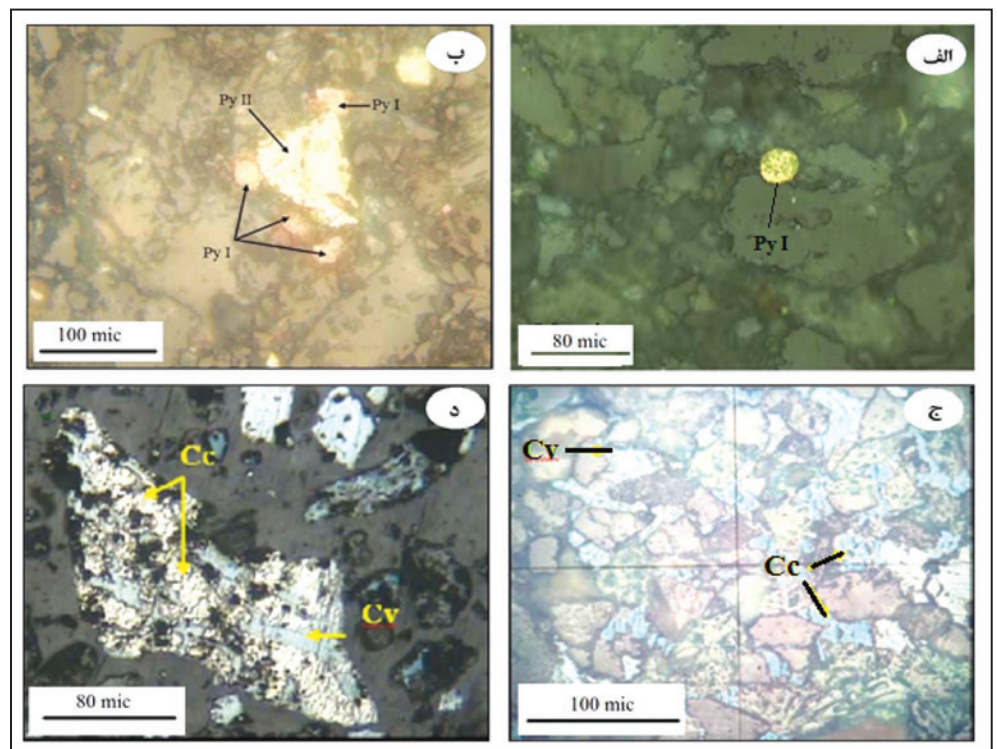 الف
Py I
80 mic
ب
Py II
Py I
Py I
100 mic
ج
Cv
Cc
100 mic
د
Cc
Cv
80 mic